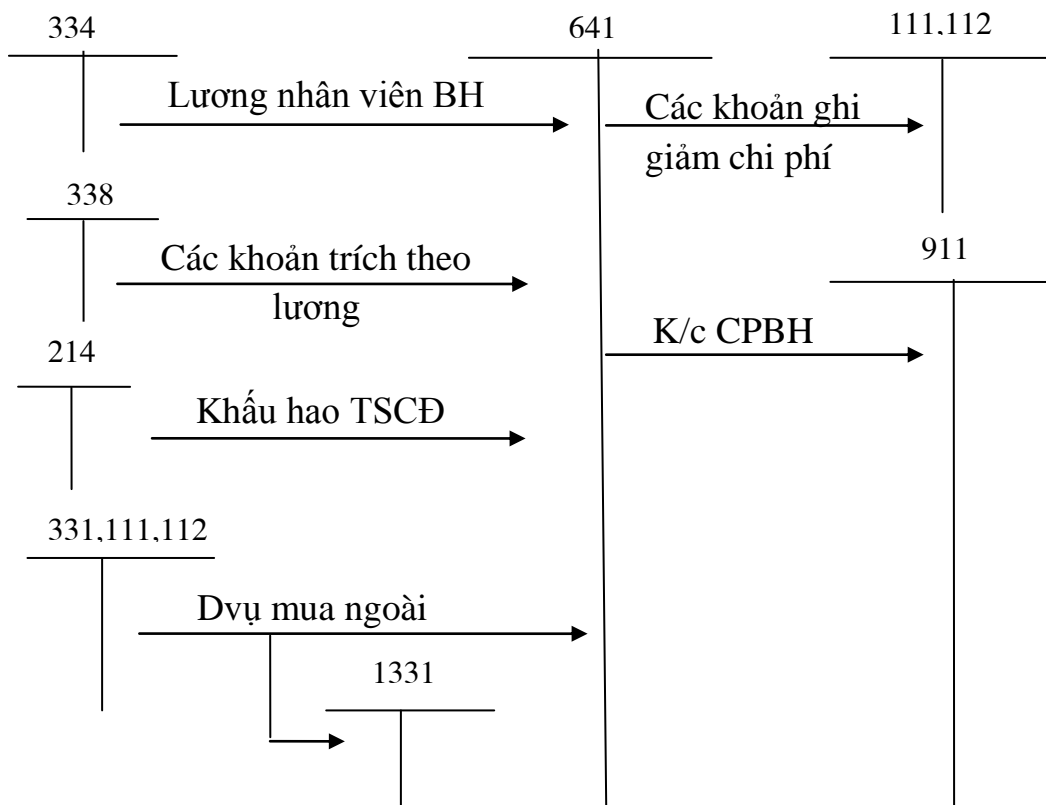 334
641
111,112
Lương nhân viên BH
Các khoản ghi
giảm chi phí
338
Các khoản trích theo
lương
911
K/c CPBH
214
Khấu hao TSCĐ
331,111,112
Dvụ mua ngoài
1331